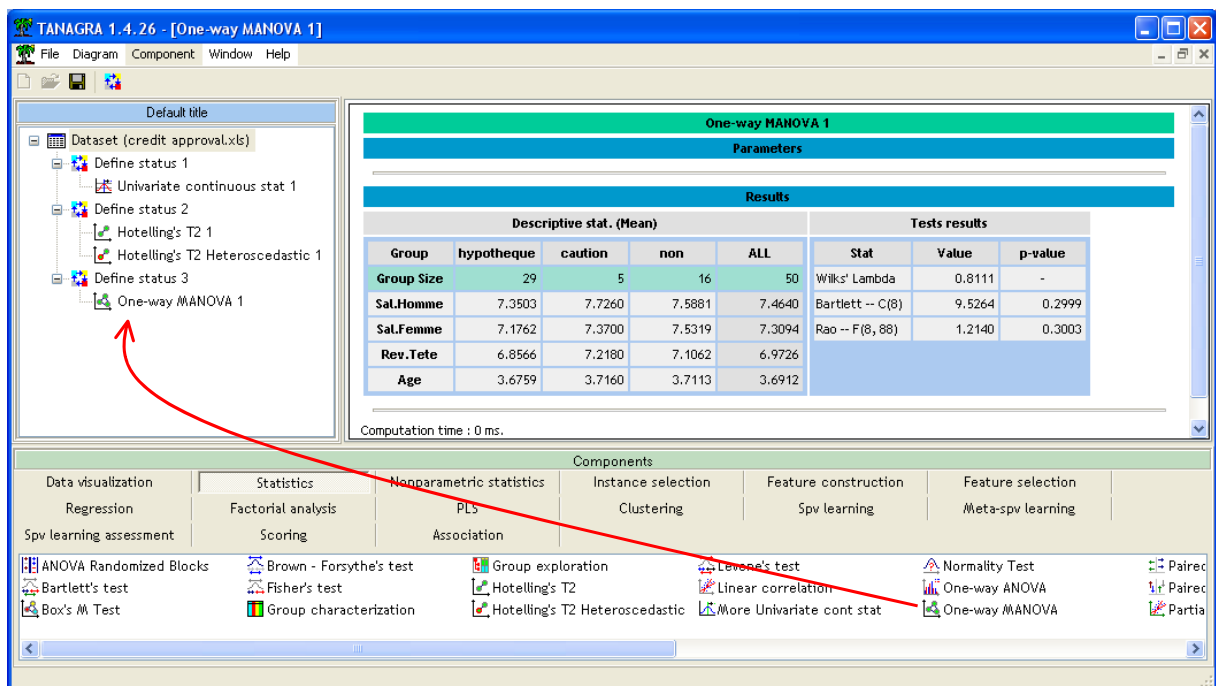 TANAGRA 1.4.26 - [One-way MANOVA 1]
File Diagram Component Window Help
Default title
Dataset (credit approval.xls)
Define status 1
Univariate continuous stat 1
Define status 2
Hotelling's T2 1
Hotelling's T2 Heteroscedastic 1
Define status 3
One-way MANOVA 1
One-way MANOVA 1
Parameters
Results
Descriptive stat. (Mean) Tests results
Group hypotheque caution non ALL Stat Value p-value
Group Size 29 5 16 50 Wilks' Lambda 0.8111 -
Sal.Homme 7.3503 7.7260 7.5881 7.4640 Bartlett -- C(8) 9.5264 0.2999
Sal.Femme 7.1762 7.3700 7.5319 7.3094 Rao -- F(8, 88) 1.2140 0.3003
Rev.Tete 6.8566 7.2180 7.1062 6.9726
Age 3.6759 3.7160 3.7113 3.6912
Computation time : 0 ms.
Components
Data visualization Statistics Nonparametric statistics Instance selection Feature construction Feature selection
Regression Factorial analysis PLS Clustering Spv learning Meta-spv learning
Spv learning assessment Scoring Association
ANOVA Randomized Blocks Brown - Forsythe's test Group exploration Levene's test Normality Test Paired
Bartlett's test Fisher's test Hotelling's T2 Linear correlation One-way ANOVA Paired
Box's M Test Group characterization Hotelling's T2 Heteroscedastic More Univariate cont stat One-way MANOVA Partia